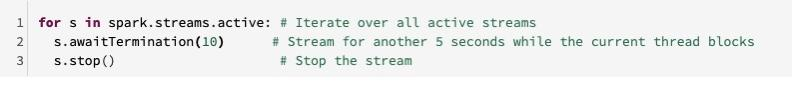 1 for s in spark.streams.active: # Iterate over all active streams
2   s.awaitTermination(10)      # Stream for another 5 seconds while the current thread blocks
3   s.stop()                     # Stop the stream